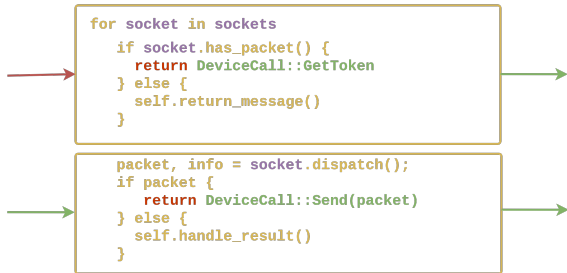 for socket in sockets
if socket.has_packet() {
return DeviceCall::GetToken
} else {
self.return_message()
}
packet, info = socket.dispatch();
if packet {
return DeviceCall::Send(packet)
} else {
self.handle_result()
}